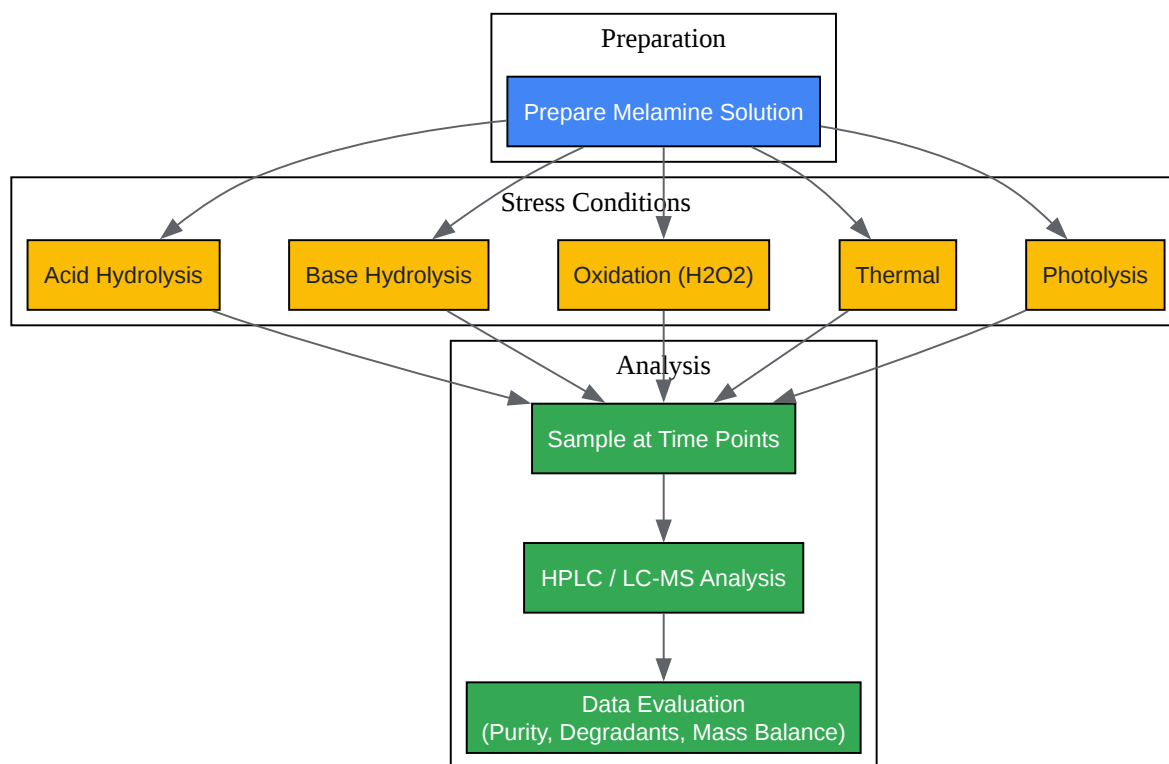 Preparation
Prepare Melamine Solution
Stress Conditions
Acid Hydrolysis
Base Hydrolysis
Oxidation (H2O2)
Thermal
Photolysis
Analysis
Sample at Time Points
HPLC / LC-MS Analysis
Data Evaluation
(Purity, Degradants, Mass Balance)